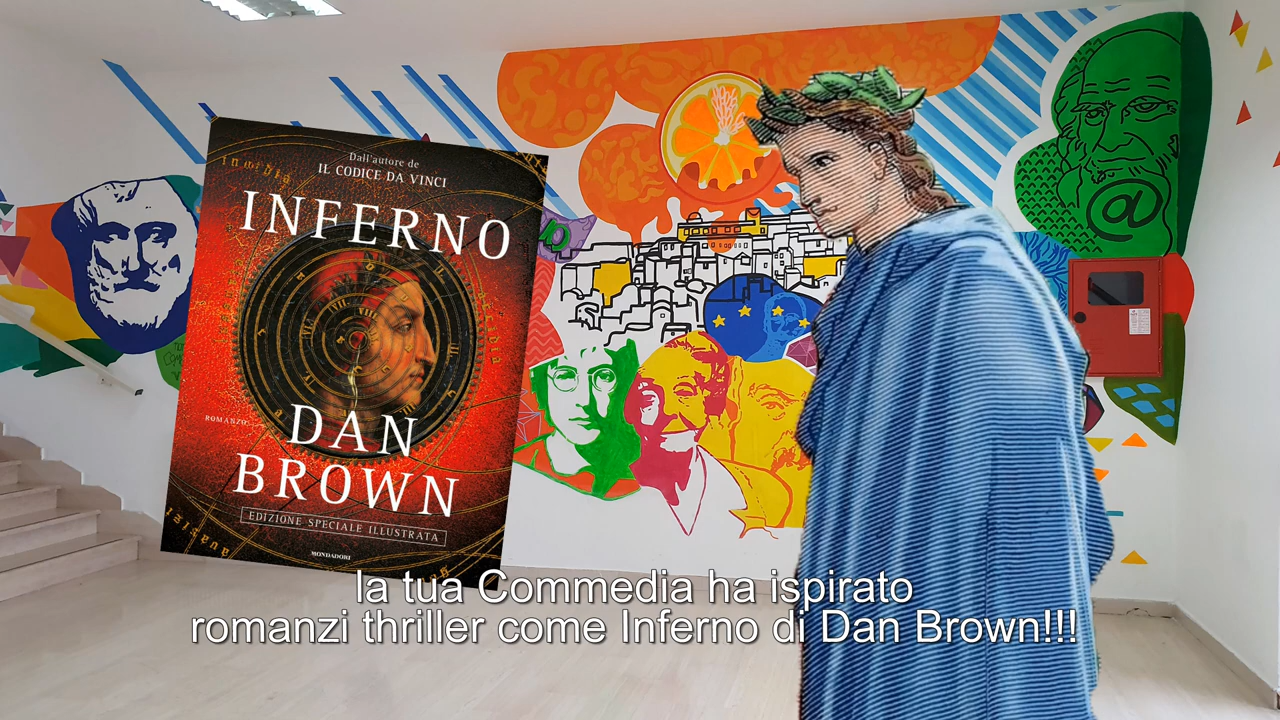 Dall'autore de
IL CODICE DA VINCI
invidia
INFERNO
ROMANZO
DAN
BROWN
EDIZIONE SPECIALE ILLUSTRATA
MONDADORI
@
la tua Commedia ha ispirato
romanzi thriller come Inferno di Dan Brown!!!